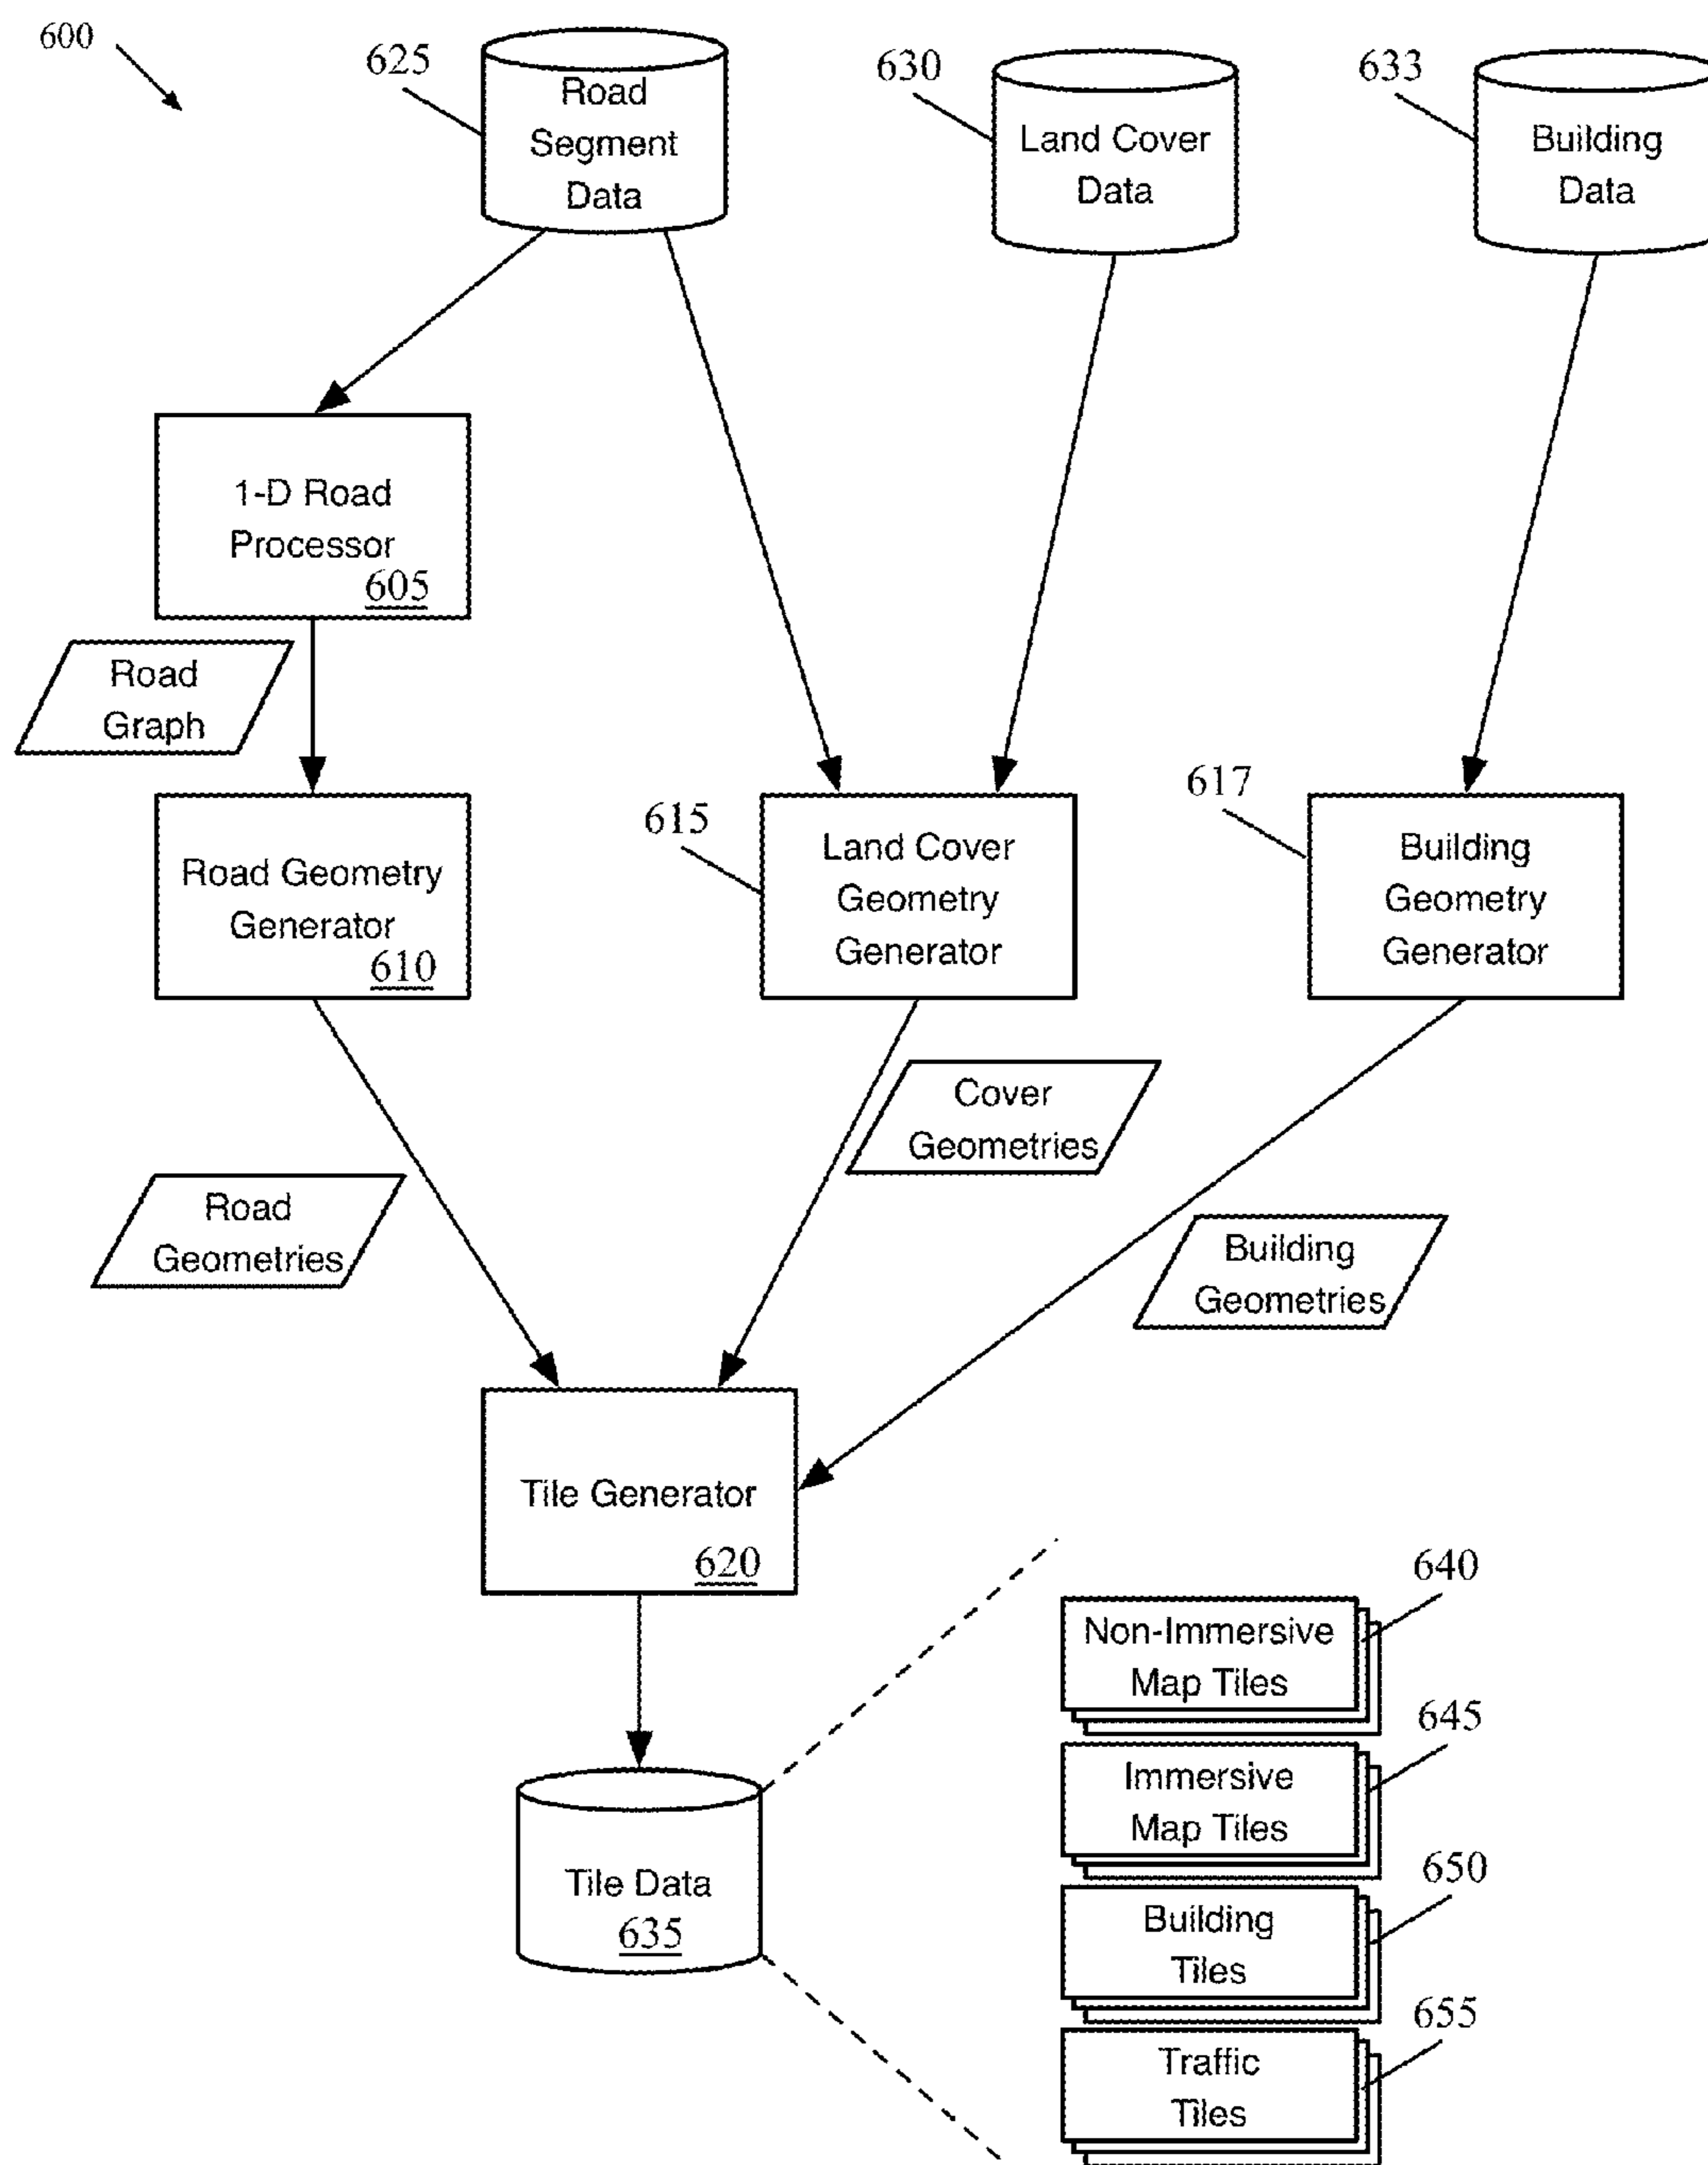 600
625
Road
Segment
Data
630
Land Cover
Data
633
Building
Data
1-D Road
Processor
605
Road
Graph
Road Geometry
Generator
610
615
Land Cover
Geometry
Generator
617
Building
Geometry
Generator
Cover
Geometries
Road
Geometries
Building
Geometries
Tile Generator
620
Tile Data
635
640
Non-Immersive
Map Tiles
645
Immersive
Map Tiles
650
Building
Tiles
655
Traffic
Tiles